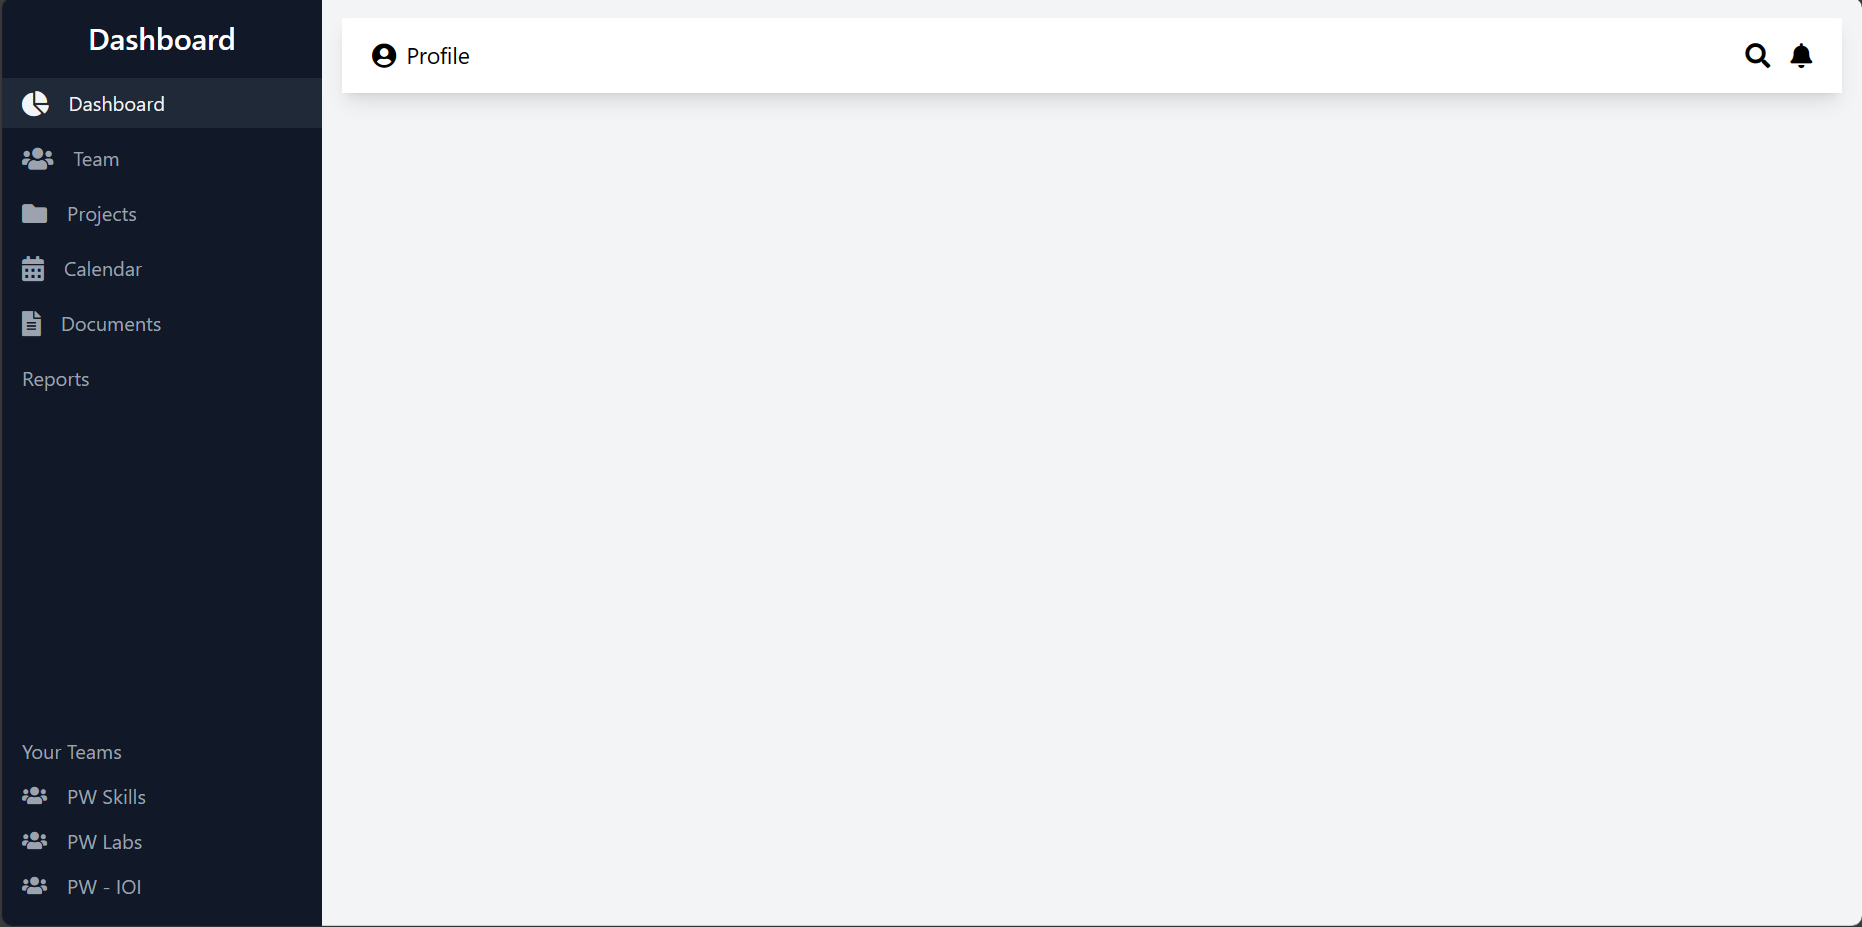 Dashboard
Dashboard
Team
Projects
Calendar
Documents
Reports
Your Teams
PW Skills
PW Labs
PW - IOI
Profile